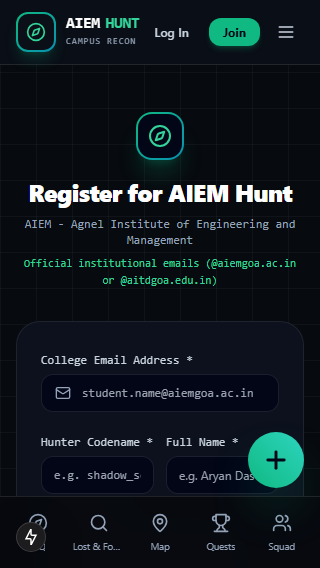 AIEM HUNT
CAMPUS RECON
Log In
Join
Register for AIEM Hunt
AIEM - Agnel Institute of Engineering and
Management
Official institutional emails (@aiemgoa.ac.in
or @aitdgoa.edu.in)
College Email Address *
student.name@aiemgoa.ac.in
Hunter Codename *
Full Name *
e.g. shadow_s
e.g. Aryan Das
Lost & Fo...
Map
Quests
Squad